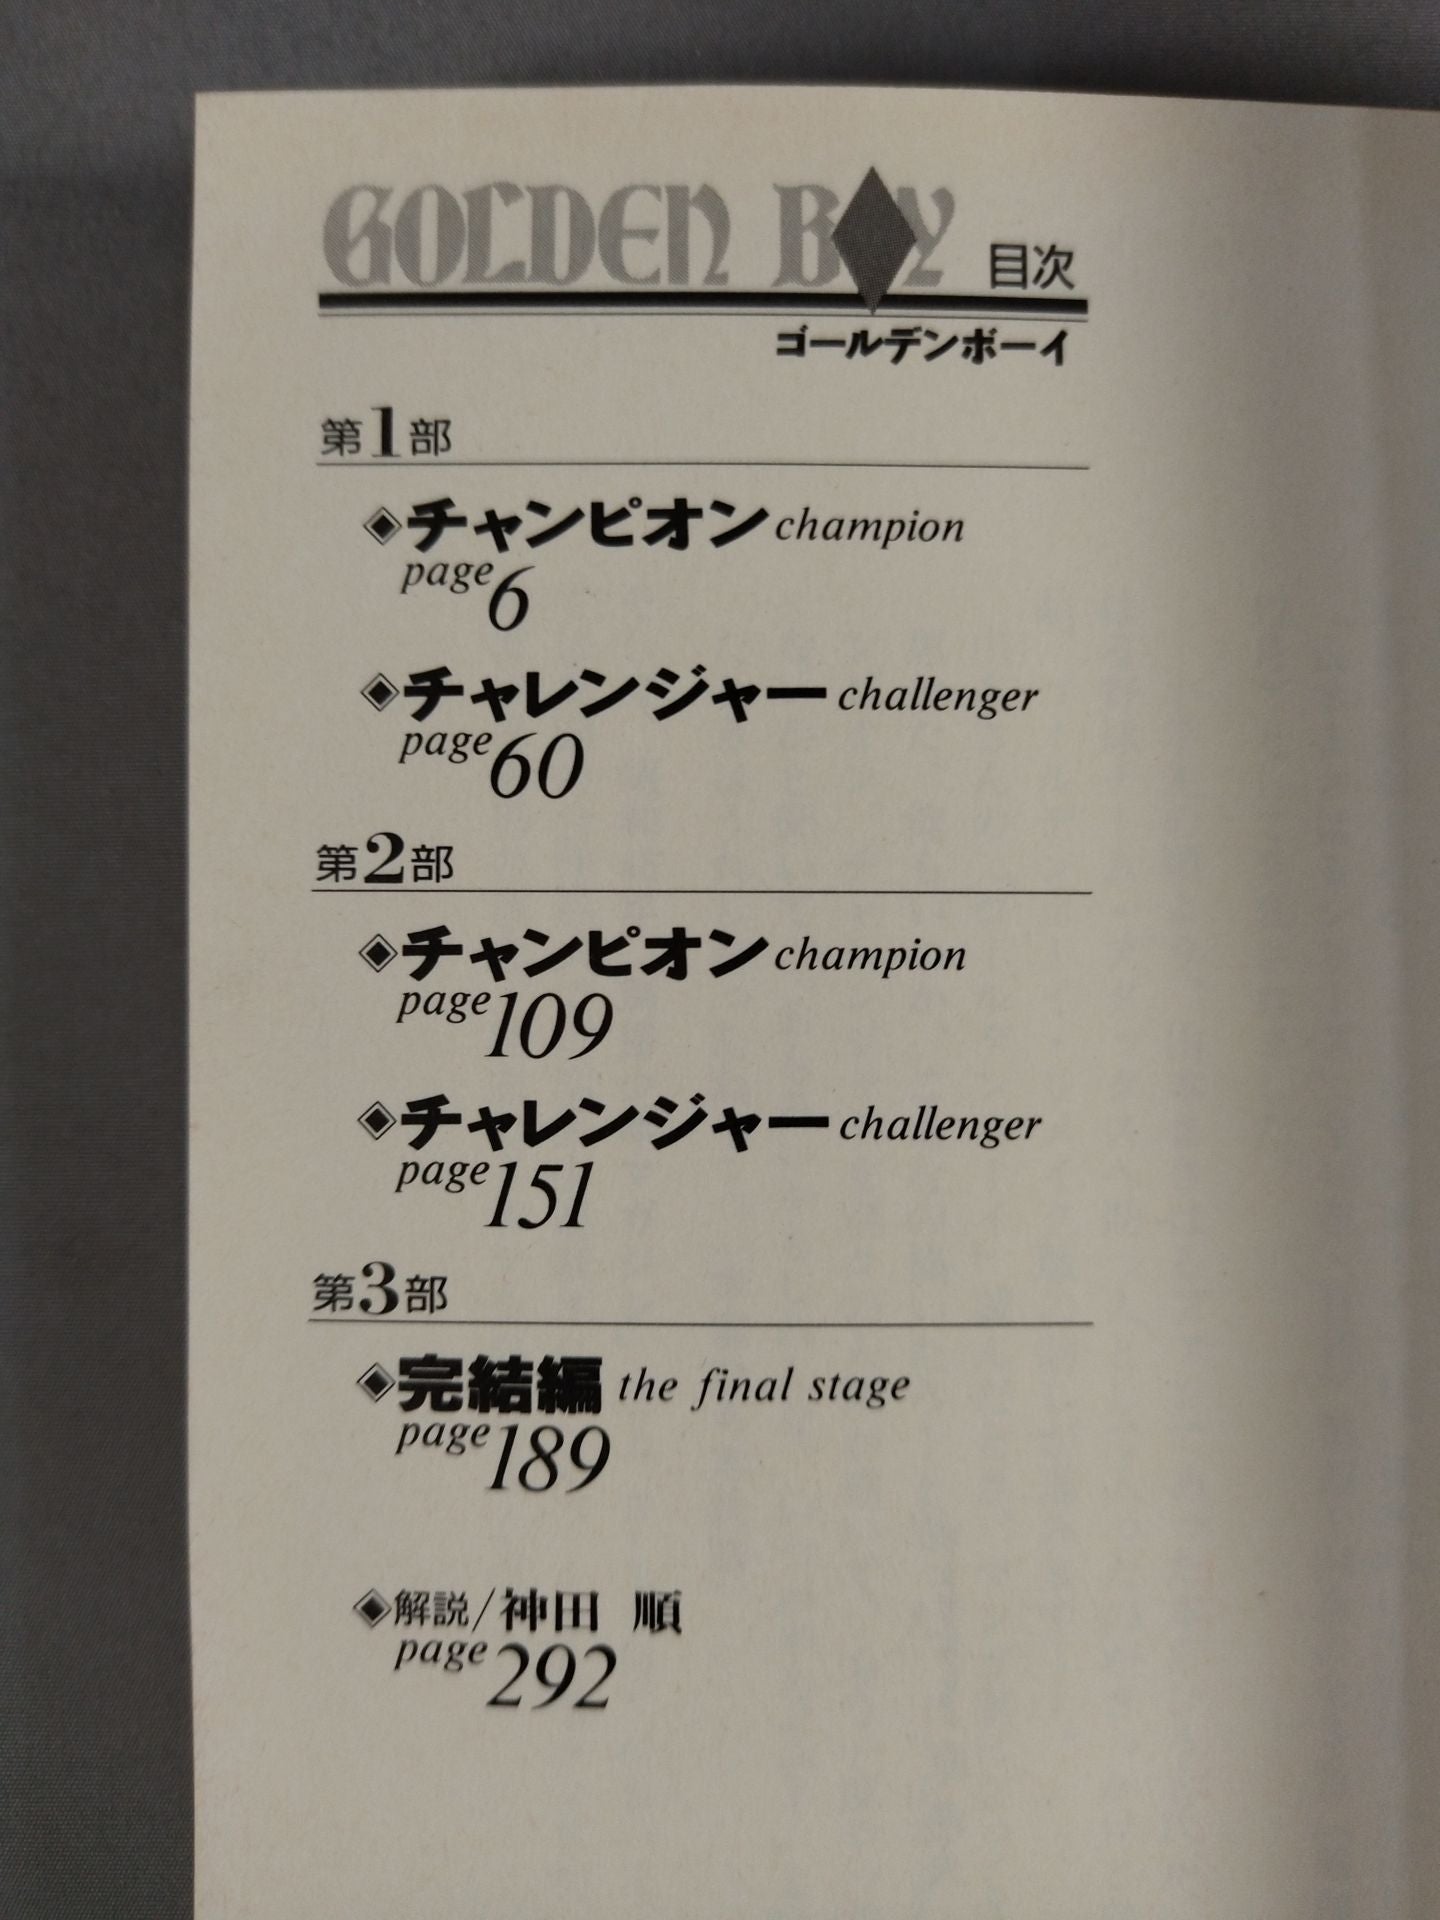 GOLDEN BOY 目次
ゴールデンボーイ
第1部
◈チャンピオン champion
page 6
◈チャレンジャー challenger
page 60
第2部
◈チャンピオン champion
page 109
◈チャレンジャー challenger
page 151
第3部
◈完結編 the final stage
page 189
◈解説/神田 順
page 292